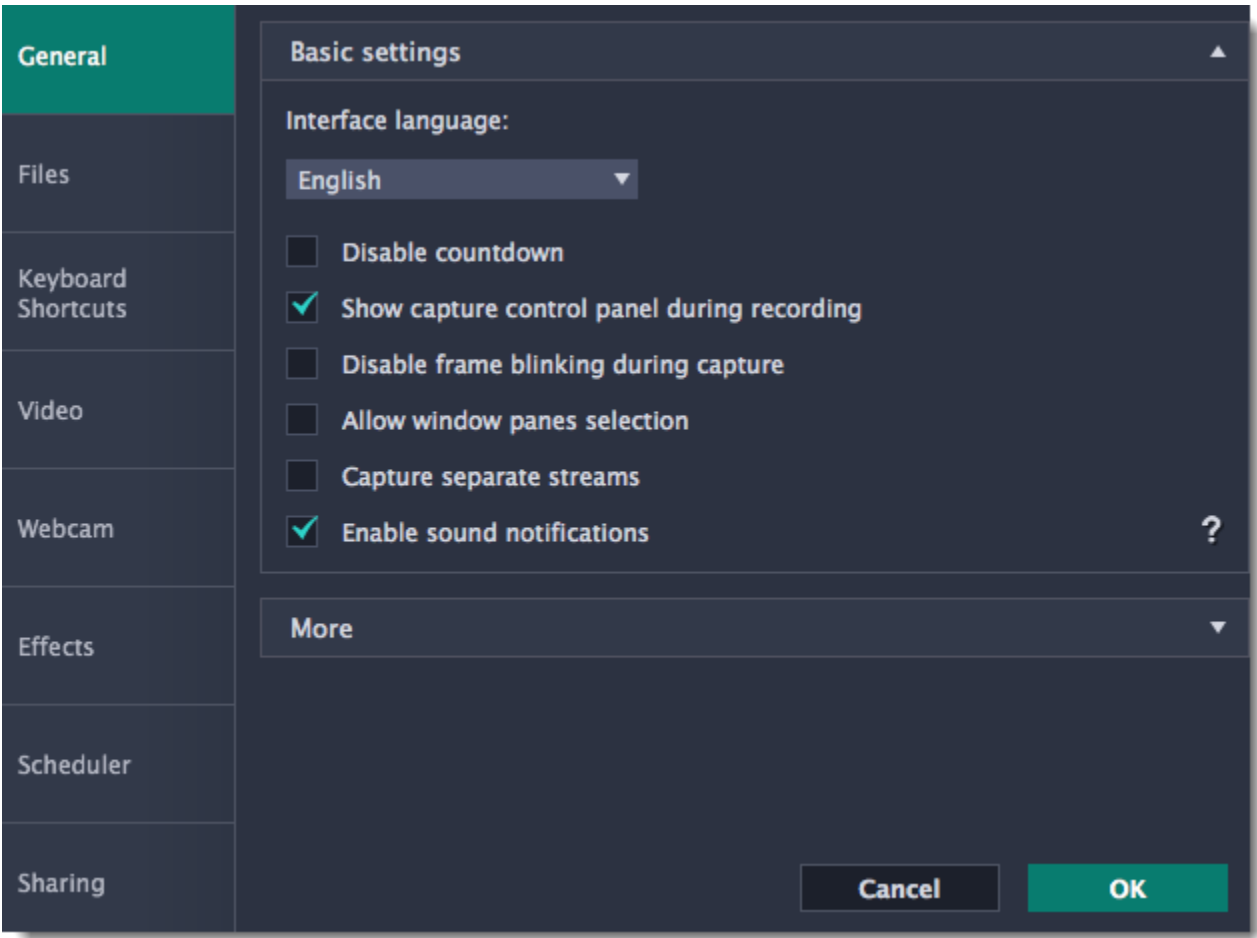 General
Files
Keyboard
Shortcuts
Video
Webcam
Effects
Scheduler
Sharing
Basic settings
Interface language:
English
Disable countdown
Show capture control panel during recording
Disable frame blinking during capture
Allow window panes selection
Capture separate streams
Enable sound notifications
?
More
Cancel
OK